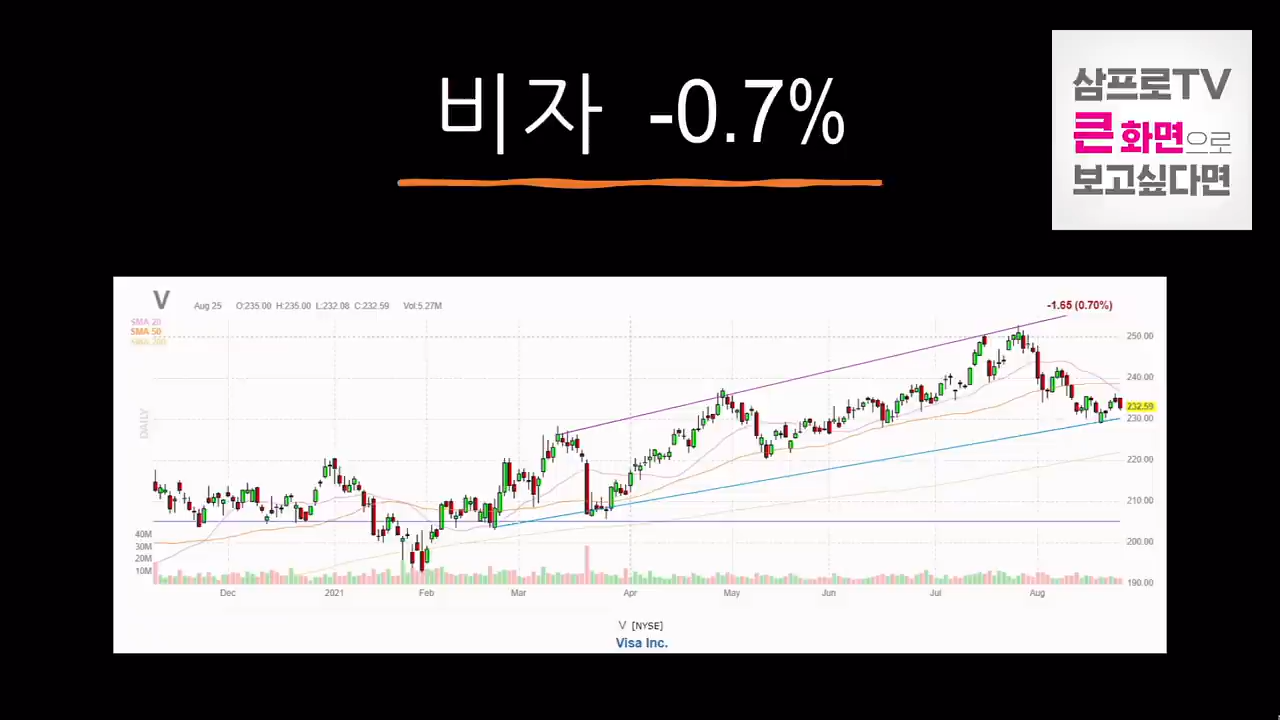 비자 -0.7%
삼프로TV
큰 화면으로
보고싶다면
V Aug 25 O:235.00 H:235.00 L:232.08 C:232.59 Vol:5.27M -1.65 (0.70%)
SMA 20
SMA 50
SMA 200
DAILY
250.00
240.00
232.59
230.00
220.00
210.00
200.00
190.00
40M
30M
20M
10M
Dec 2021 Feb Mar Apr May Jun Jul Aug
V [NYSE]
Visa Inc.